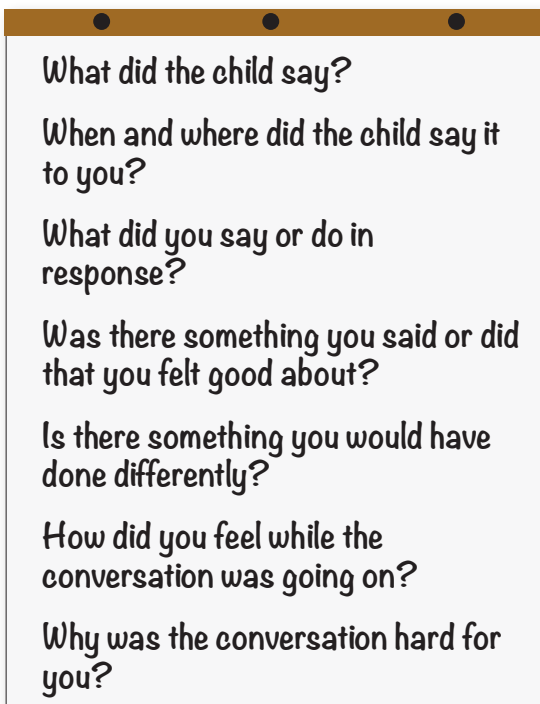 What did the child say?
When and where did the child say it
to you?
What did you say or do in
response?
Was there something you said or did
that you felt good about?
Is there something you would have
done differently?
How did you feel while the
conversation was going on?
Why was the conversation hard for
you?